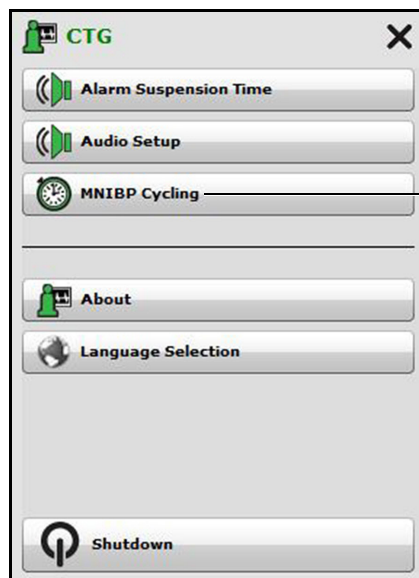 CTG
Alarm Suspension Time
Audio Setup
MNIBP Cycling
About
Language Selection
Shutdown